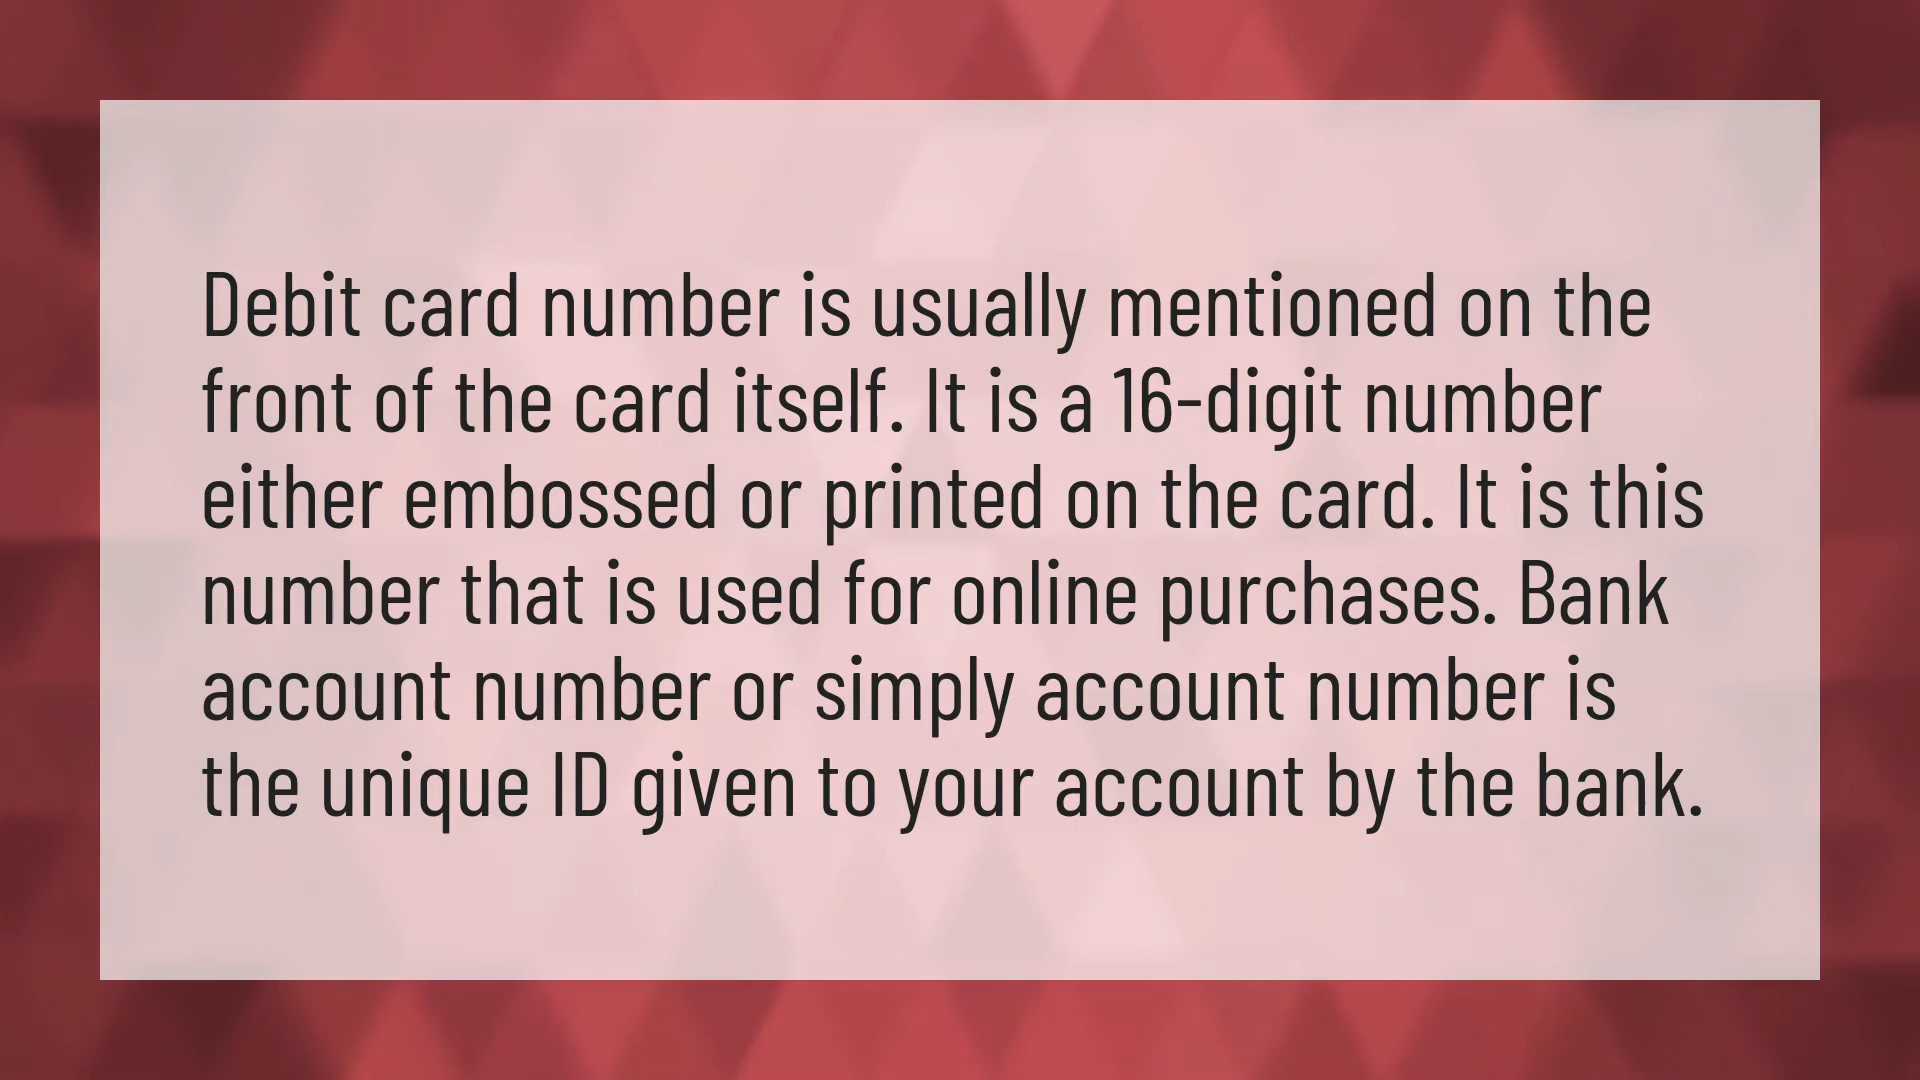 Debit card number is usually mentioned on the
front of the card itself. It is a 16-digit number
either embossed or printed on the card. It is this
number that is used for online purchases. Bank
account number or simply account number is
the unique ID given to your account by the bank.